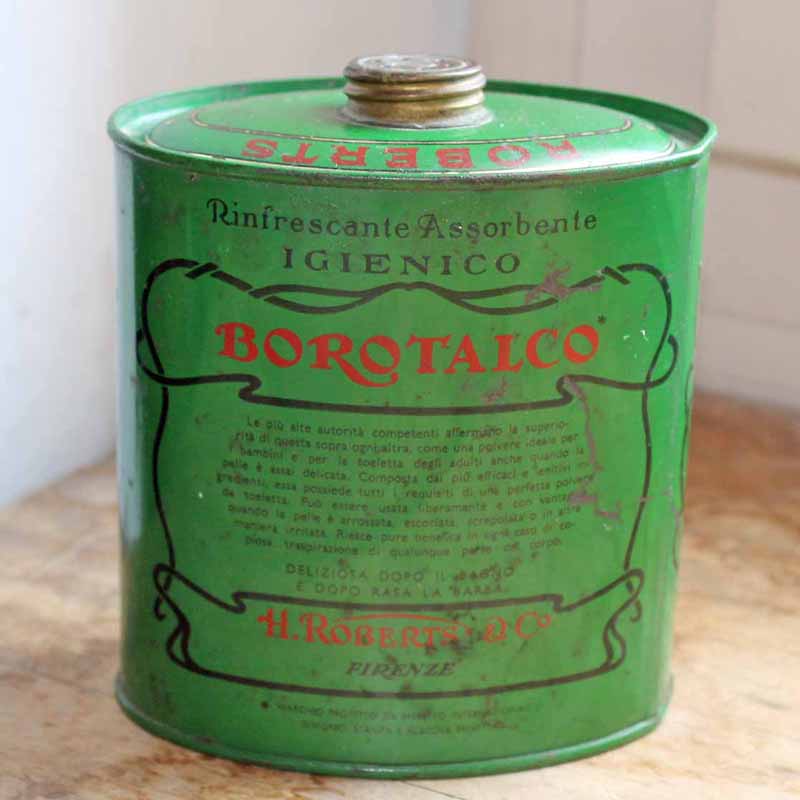 ROBERTS
Rinfrescante Assorbente
IGIENICO
BOROTALCO*
Le più alte autorità competenti affermano la superio-
rità di questa sopra ogni altra, come una polvere ideale per
bambini e per la toeletta degli adulti anche quando la
pelle è assai delicata. Composta dai più efficaci e lenitivi in-
gredienti, essa possiede tutti i requisiti di una perfetta polvere
da toeletta. Può essere usata liberamente e con vantaggio
quando la pelle è arrossata, escoriata, screpolata o in altra
maniera irritata. Riesce pure benefica in ogni caso di co-
piosa traspirazione di qualunque parte del corpo.
DELIZIOSA DOPO IL BAGNO
E DOPO RASA LA BARBA
H. ROBERTS & Co
FIRENZE
MARCHIO PROTETTO DA BREVETTO INTERNAZIONALE